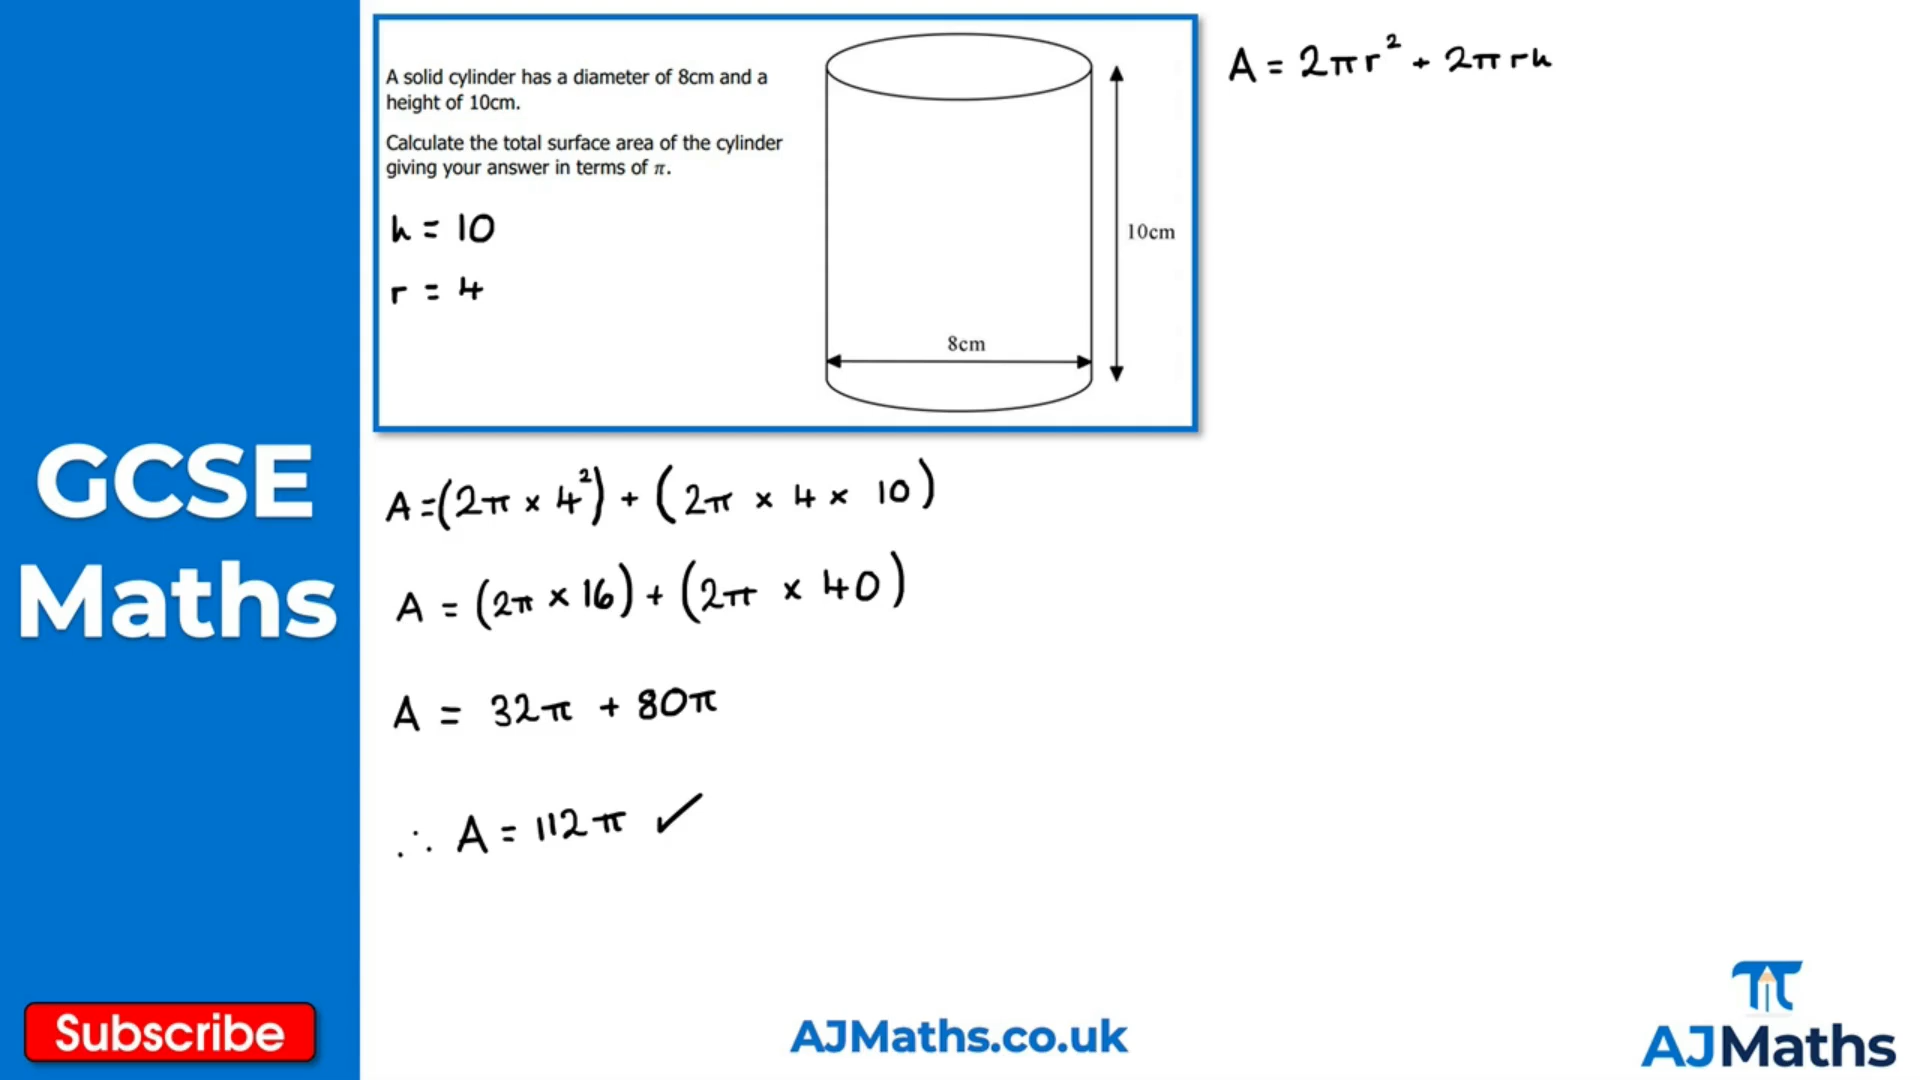 A solid cylinder has a diameter of 8cm and a
height of 10cm.
Calculate the total surface area of the cylinder
giving your answer in terms of π.
h = 10
r = 4
10cm
8cm
A = 2πr² + 2πrh
GCSE
Maths
A =(2π × 4²) + (2π × 4 × 10)
A = (2π × 16) + (2π × 40)
A = 32π + 80π
∴ A = 112π ✓
Subscribe
AJMaths.co.uk
AJMaths